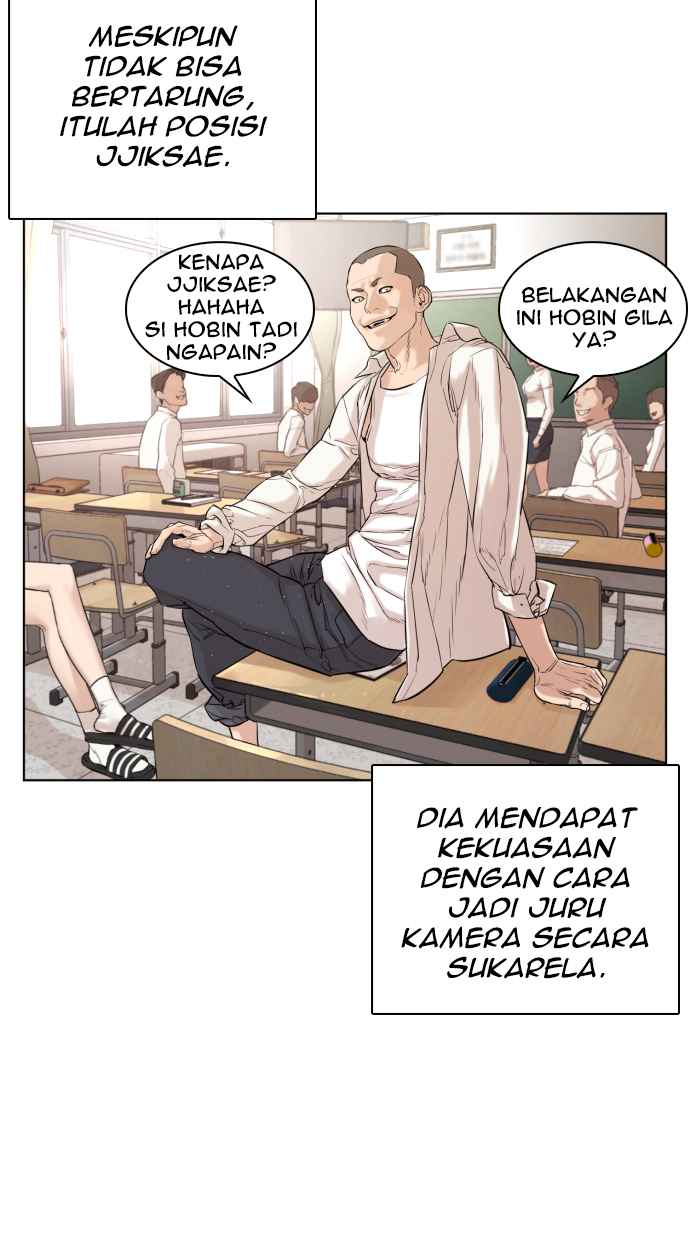 MESKIPUN
TIDAK BISA
BERTARUNG,
ITULAH POSISI
JJIKSAE.
KENAPA
JJIKSAE?
HAHAHA
SI HOBIN TADI
NGAPAIN?
BELAKANGAN
INI HOBIN GILA
YA?
DIA MENDAPAT
KEKUASAAN
DENGAN CARA
JADI JURU
KAMERA SECARA
SUKARELA.